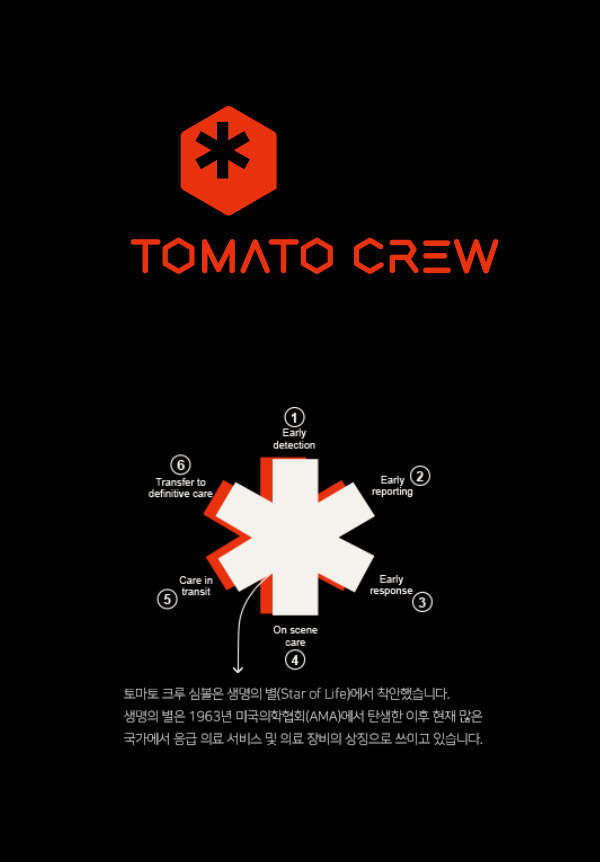 TOMATO CREW
1
Early
detection
2
Early
reporting
3
Early
response
On scene
care
4
5
Care in
transit
6
Transfer to
definitive care
토마토 크루 심볼은 생명의 별(Star of Life)에서 착안했습니다.
생명의 별은 1963년 미국의학협회(AMA)에서 탄생한 이후 현재 많은
국가에서 응급 의료 서비스 및 의료 장비의 상징으로 쓰이고 있습니다.